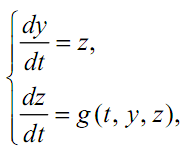 dy/dt = z,
dz/dt = g(t, y, z),